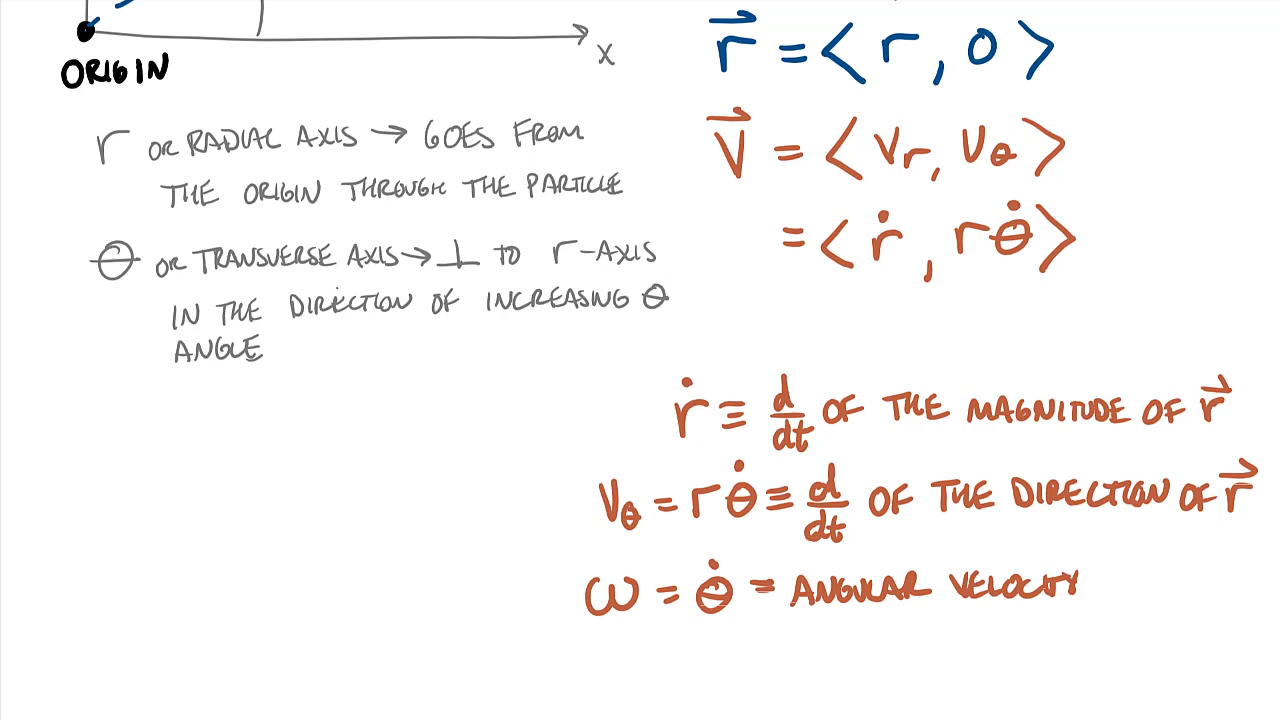 x
ORIGIN
r OR RADIAL AXIS → GOES FROM
THE ORIGIN THROUGH THE PARTICLE
θ OR TRANSVERSE AXIS → ⊥ TO r-AXIS
IN THE DIRECTION OF INCREASING θ
ANGLE
r⃗ = <r, 0>
V⃗ = <Vr, Vθ>
= <ṙ, rθ̇>
ṙ ≡ d/dt OF THE MAGNITUDE OF r⃗
Vθ = rθ̇ ≡ d/dt OF THE DIRECTION OF r⃗
ω = θ̇ = ANGULAR VELOCITY